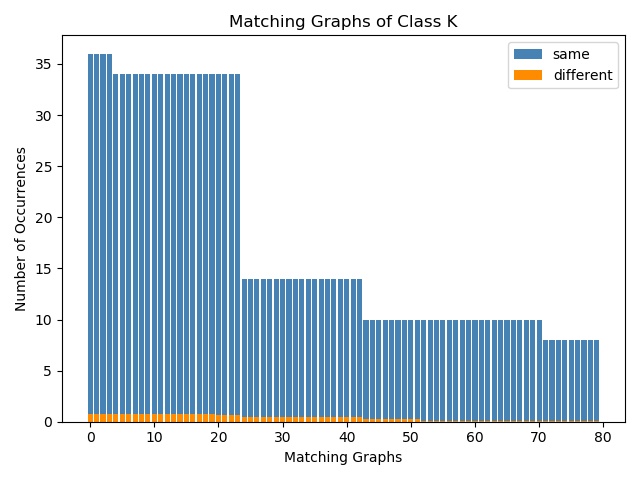 Matching Graphs of Class K
same
different
Number of Occurrences
35
30
25
20
15
10
5
0
0 10 20 30 40 50 60 70 80
Matching Graphs